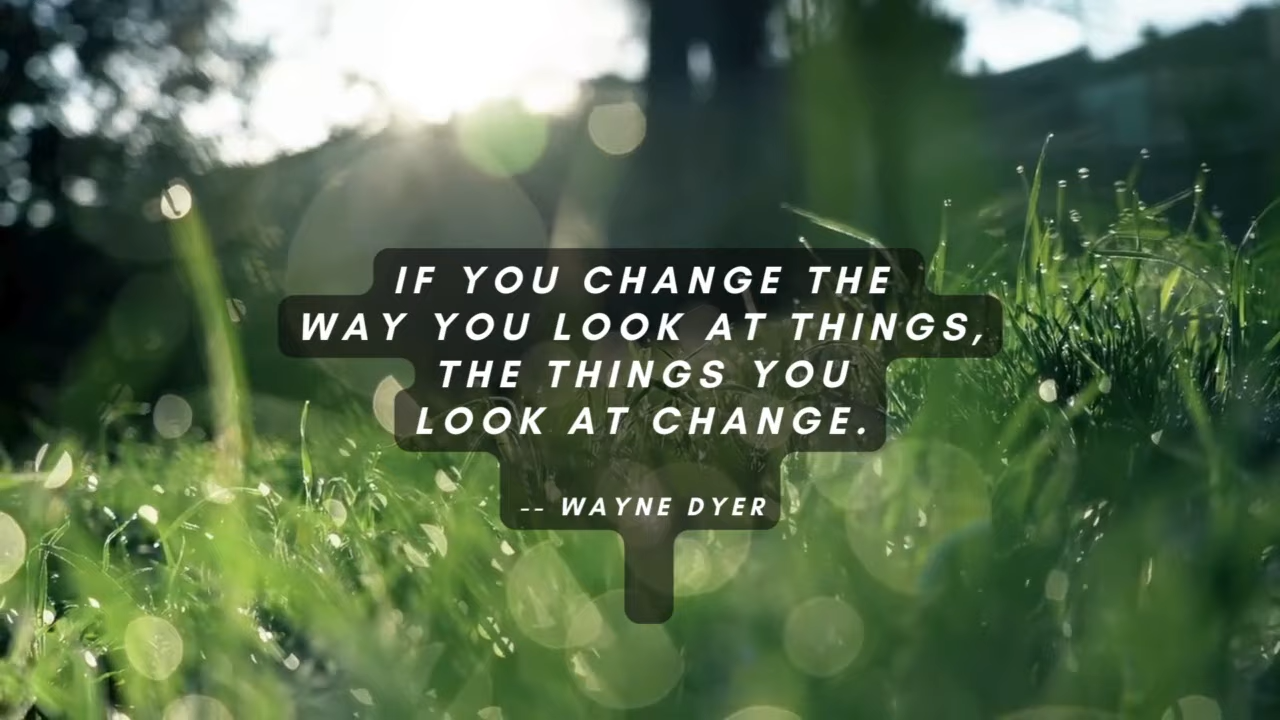 IF YOU CHANGE THE
WAY YOU LOOK AT THINGS,
THE THINGS YOU
LOOK AT CHANGE.
-- WAYNE DYER